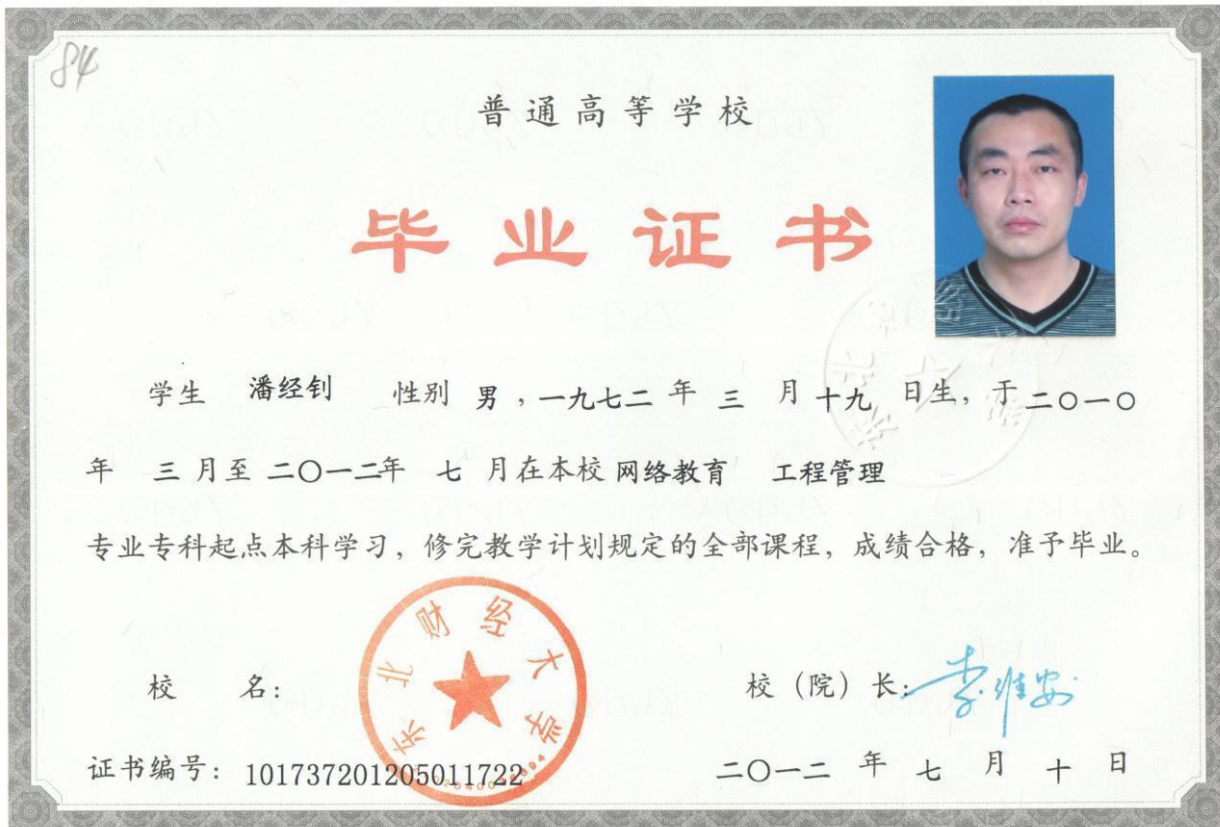 84
普通高等学校
毕业证书
学生 潘经钊 性别 男，一九七二 年 三 月 十九 日生，于 二〇一〇
年 三 月至 二〇一二年 七 月在本校 网络教育 工程管理
专业专科起点本科学习，修完教学计划规定的全部课程，成绩合格，准予毕业。
校 名：
东北财经大学
校（院）长：李维安
证书编号：101737201205011722
二〇一二 年 七 月 十 日